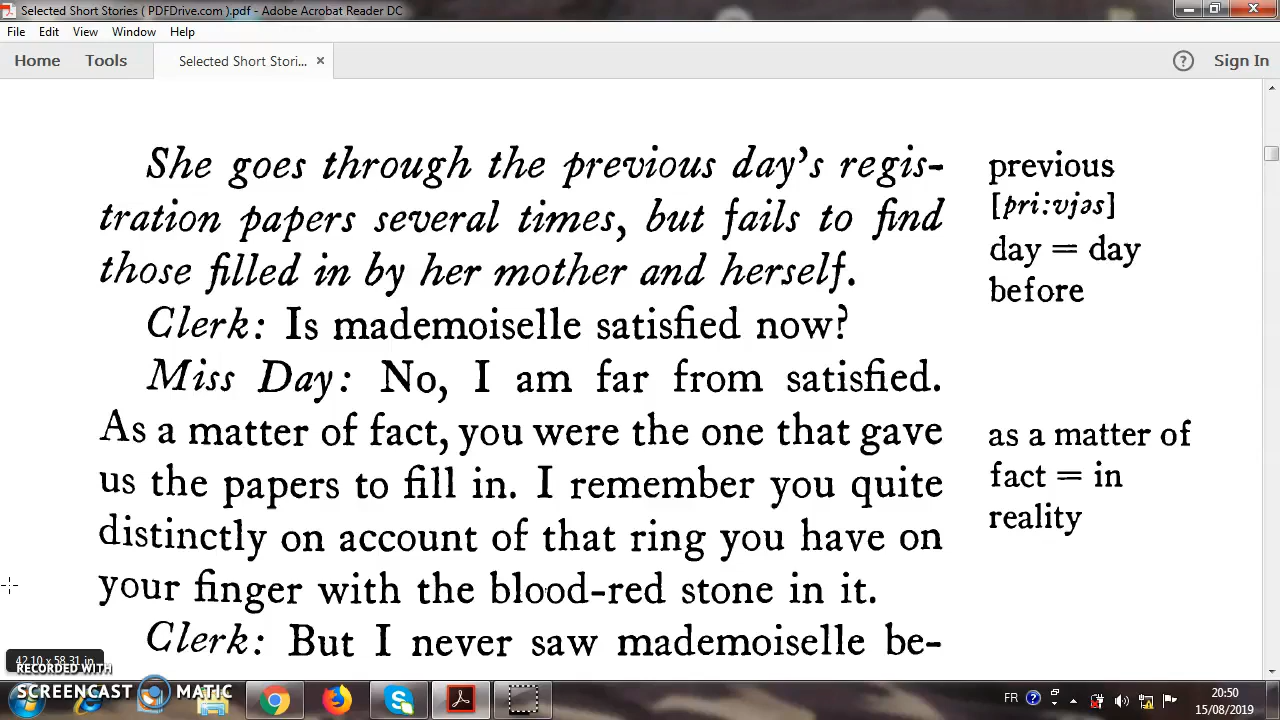 Selected Short Stories ( PDFDrive.com ).pdf - Adobe Acrobat Reader DC
File Edit View Window Help
Home Tools Selected Short Stori... × ? Sign In
She goes through the previous day's regis-
tration papers several times, but fails to find
those filled in by her mother and herself.
Clerk: Is mademoiselle satisfied now?
Miss Day: No, I am far from satisfied.
As a matter of fact, you were the one that gave
us the papers to fill in. I remember you quite
distinctly on account of that ring you have on
your finger with the blood-red stone in it.
Clerk: But I never saw mademoiselle be-
previous
[pri:vjəs]
day = day
before
as a matter of
fact = in
reality
42.10 x 58.31 in
RECORDED WITH
SCREENCAST MATIC
FR
20:50
15/08/2019